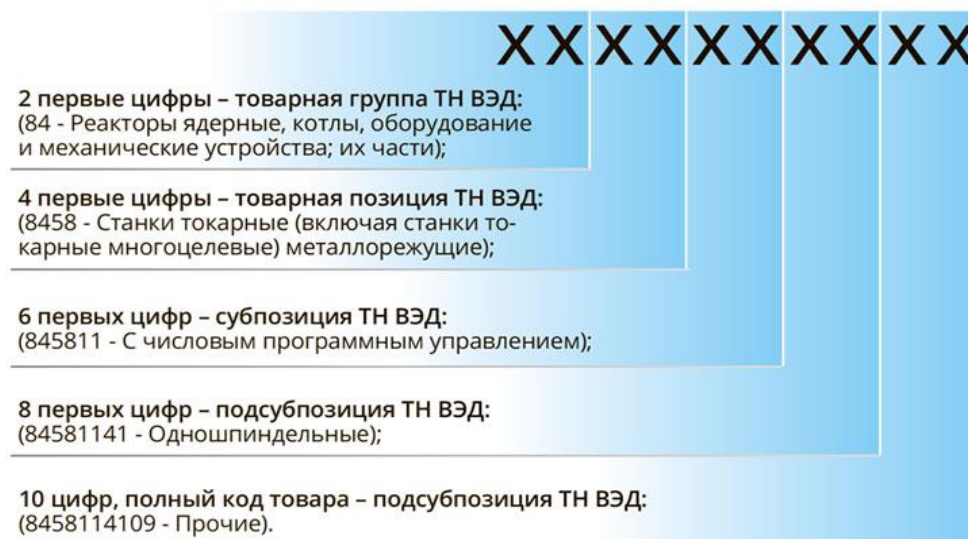 XXXXXXXXXX
2 первые цифры – товарная группа ТН ВЭД:
(84 - Реакторы ядерные, котлы, оборудование
и механические устройства; их части);
4 первые цифры – товарная позиция ТН ВЭД:
(8458 - Станки токарные (включая станки то-
карные многоцелевые) металлорежущие);
6 первых цифр – субпозиция ТН ВЭД:
(845811 - С числовым программным управлением);
8 первых цифр – подсубпозиция ТН ВЭД:
(84581141 - Одношпиндельные);
10 цифр, полный код товара – подсубпозиция ТН ВЭД:
(8458114109 - Прочие).